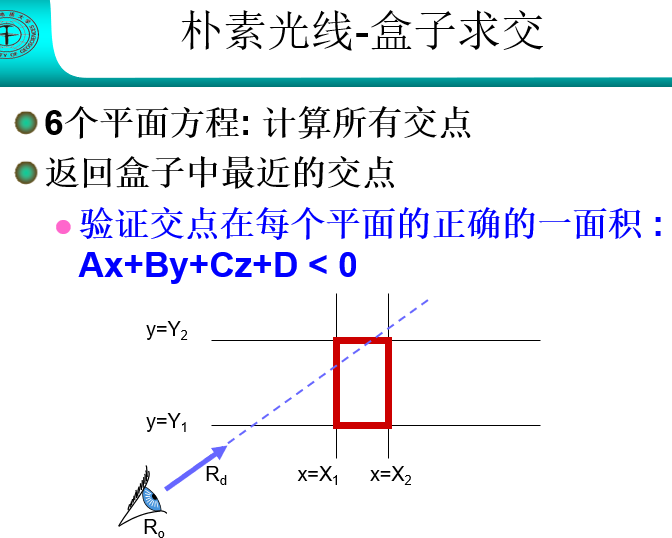 朴素光线-盒子求交
6个平面方程: 计算所有交点
返回盒子中最近的交点
验证交点在每个平面的正确的一面积 :
Ax+By+Cz+D < 0
y=Y₂
y=Y₁
R_d x=X₁ x=X₂
R_o